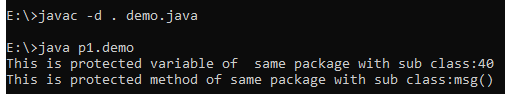 E:\>javac -d . demo.java
E:\>java p1.demo
This is protected variable of  same package with sub class:40
This is protected method of same package with sub class:msg()